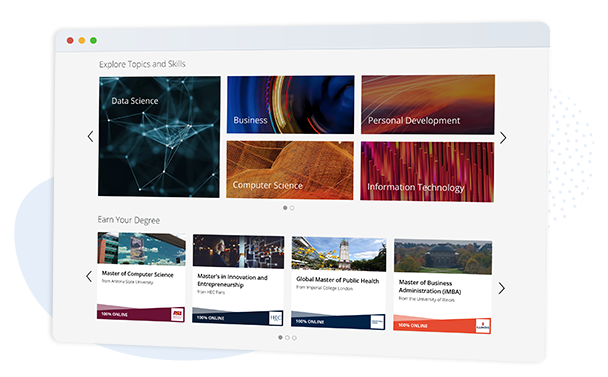 Explore Topics and Skills
Data Science
Business
Personal Development
Computer Science
Information Technology
Earn Your Degree
Master of Computer Science
from Arizona State University
100% ONLINE
ASU
Master's in Innovation and
Entrepreneurship
from HEC Paris
100% ONLINE
HEC
Global Master of Public Health
from Imperial College London
100% ONLINE
Master of Business
Administration (iMBA)
from the University of Illinois
100% ONLINE
ILLINOIS